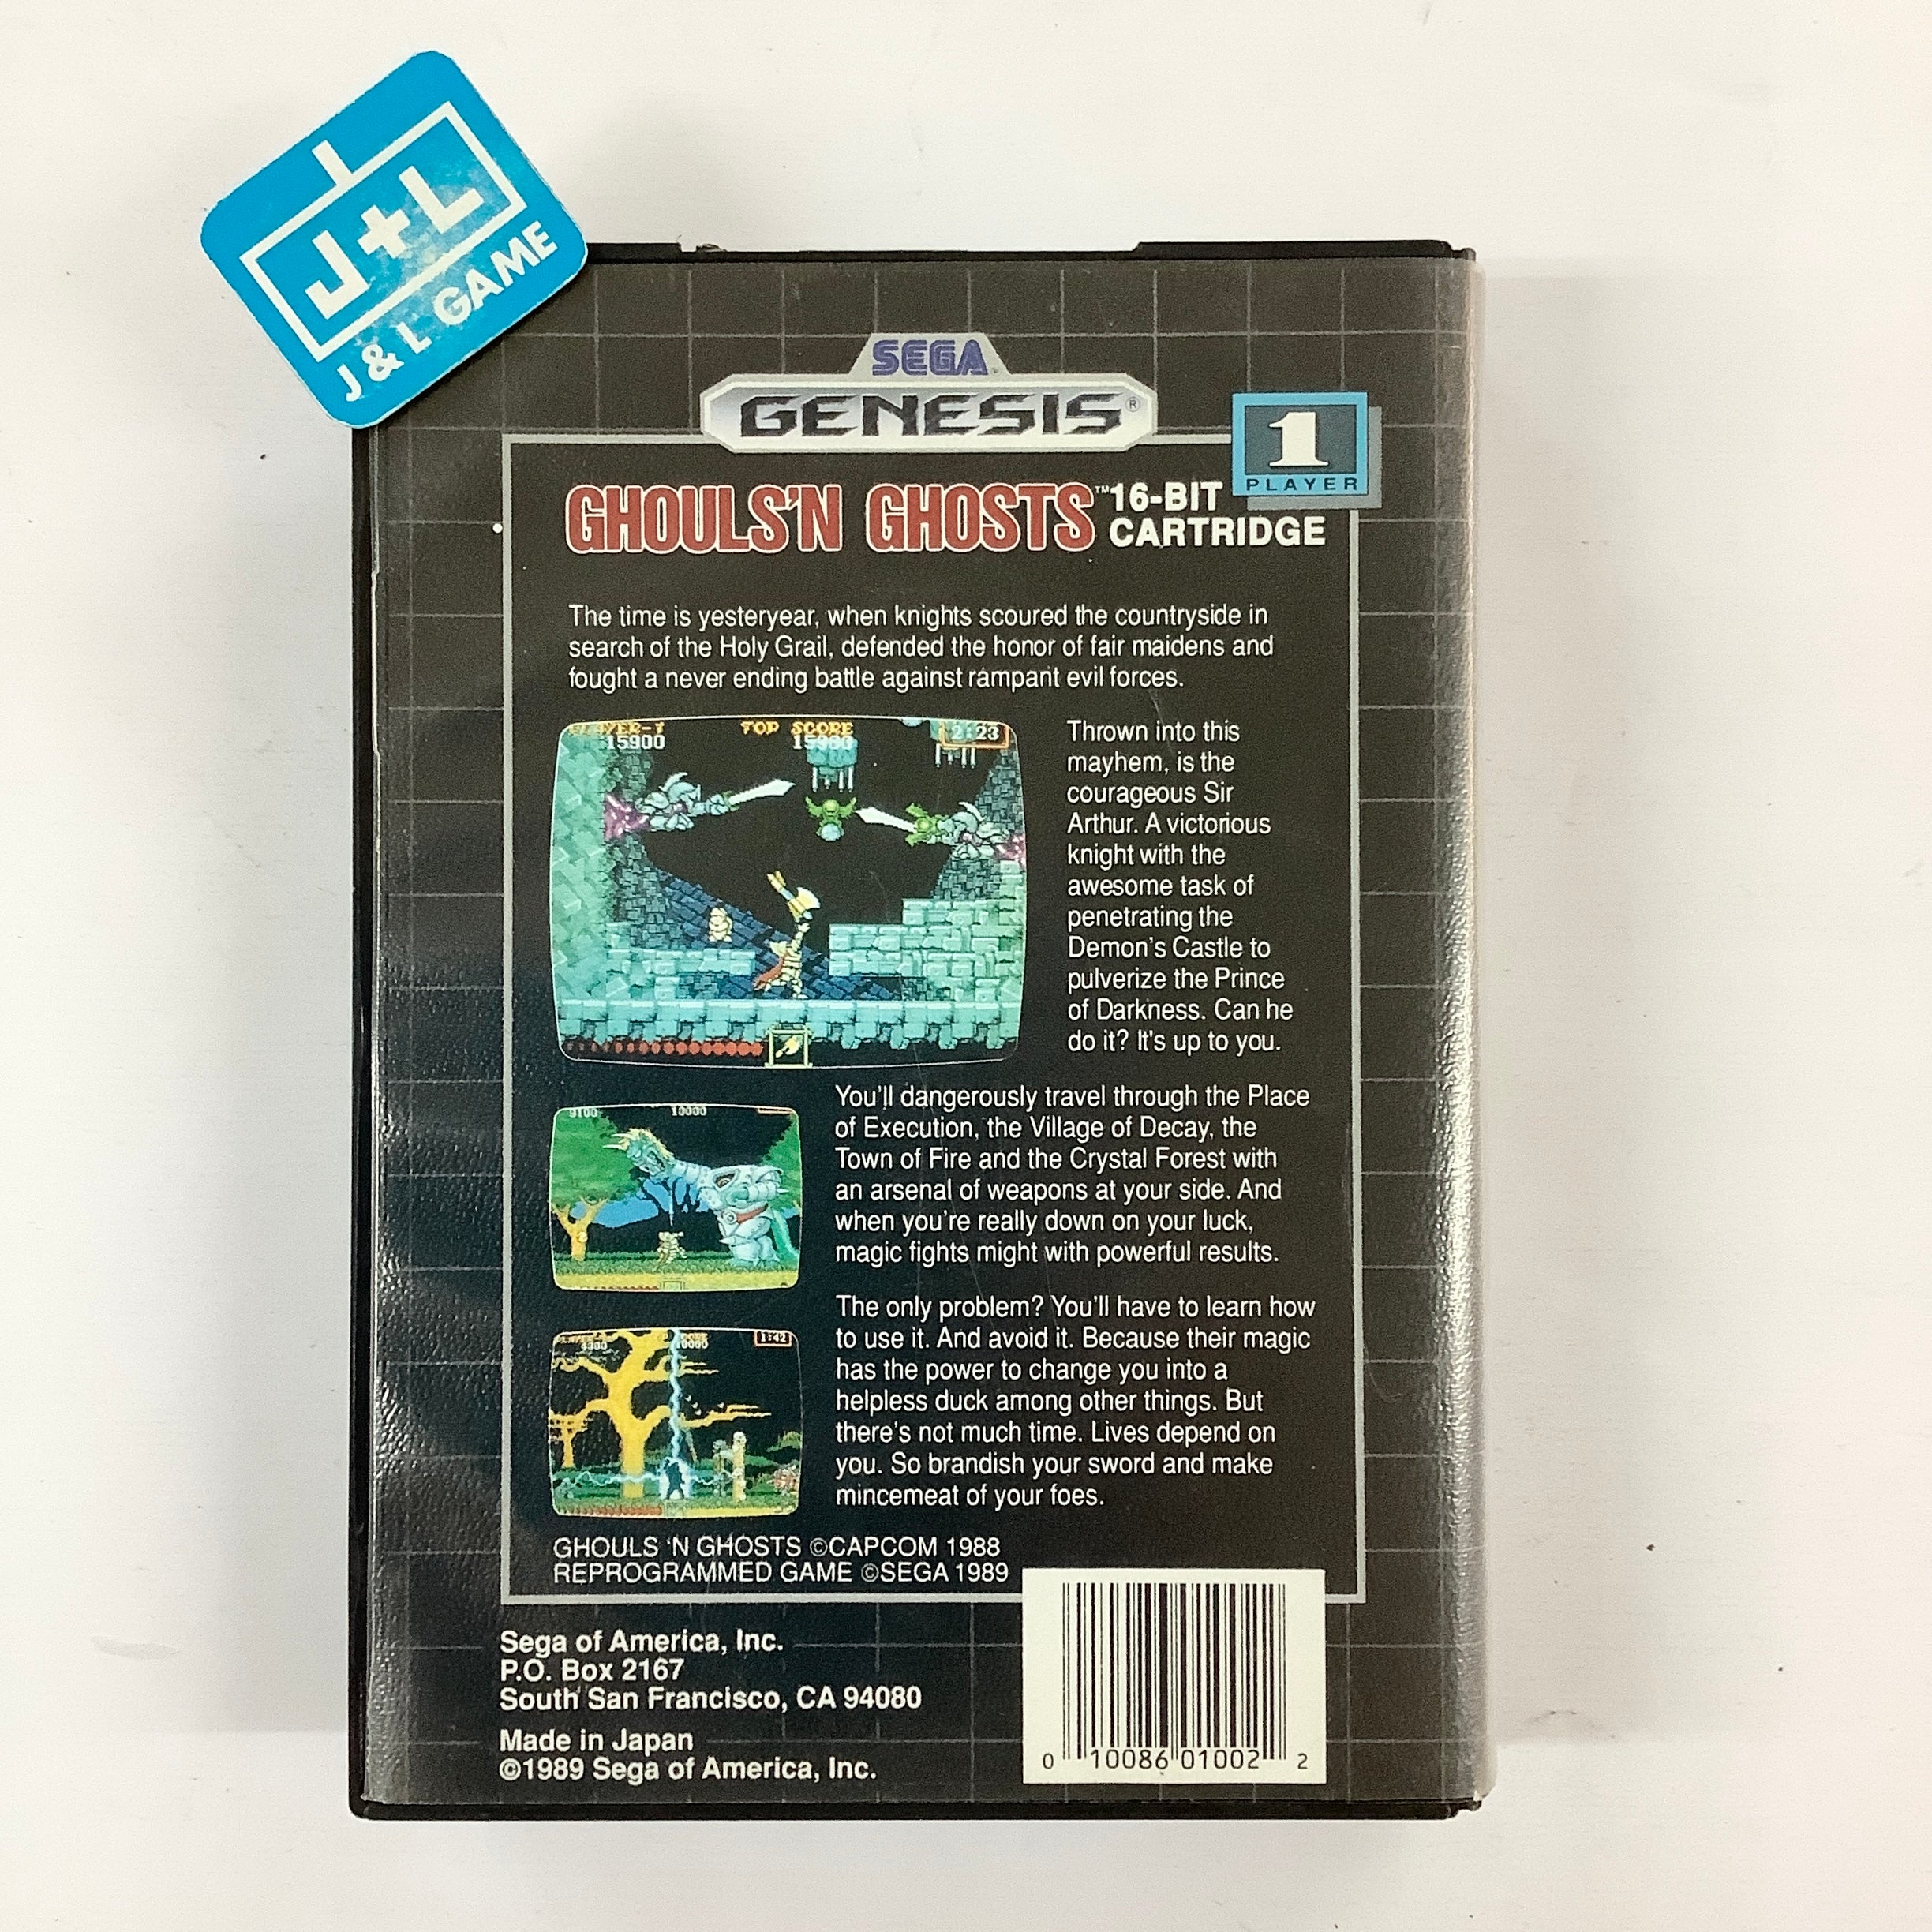 J+L
J & L GAME
SEGA
GENESIS®
1
PLAYER
GHOULS'N GHOSTS™
16-BIT
CARTRIDGE
The time is yesteryear, when knights scoured the countryside in
search of the Holy Grail, defended the honor of fair maidens and
fought a never ending battle against rampant evil forces.
PLAYER-1 TOP SCORE 2:23
15900
Thrown into this
mayhem, is the
courageous Sir
Arthur. A victorious
knight with the
awesome task of
penetrating the
Demon's Castle to
pulverize the Prince
of Darkness. Can he
do it? It's up to you.
9100 10000
You'll dangerously travel through the Place
of Execution, the Village of Decay, the
Town of Fire and the Crystal Forest with
an arsenal of weapons at your side. And
when you're really down on your luck,
magic fights might with powerful results.
1:42
4300 10000
The only problem? You'll have to learn how
to use it. And avoid it. Because their magic
has the power to change you into a
helpless duck among other things. But
there's not much time. Lives depend on
you. So brandish your sword and make
mincemeat of your foes.
GHOULS 'N GHOSTS ©CAPCOM 1988
REPROGRAMMED GAME ©SEGA 1989
Sega of America, Inc.
P.O. Box 2167
South San Francisco, CA 94080
Made in Japan
©1989 Sega of America, Inc.
0 10086 01002 2